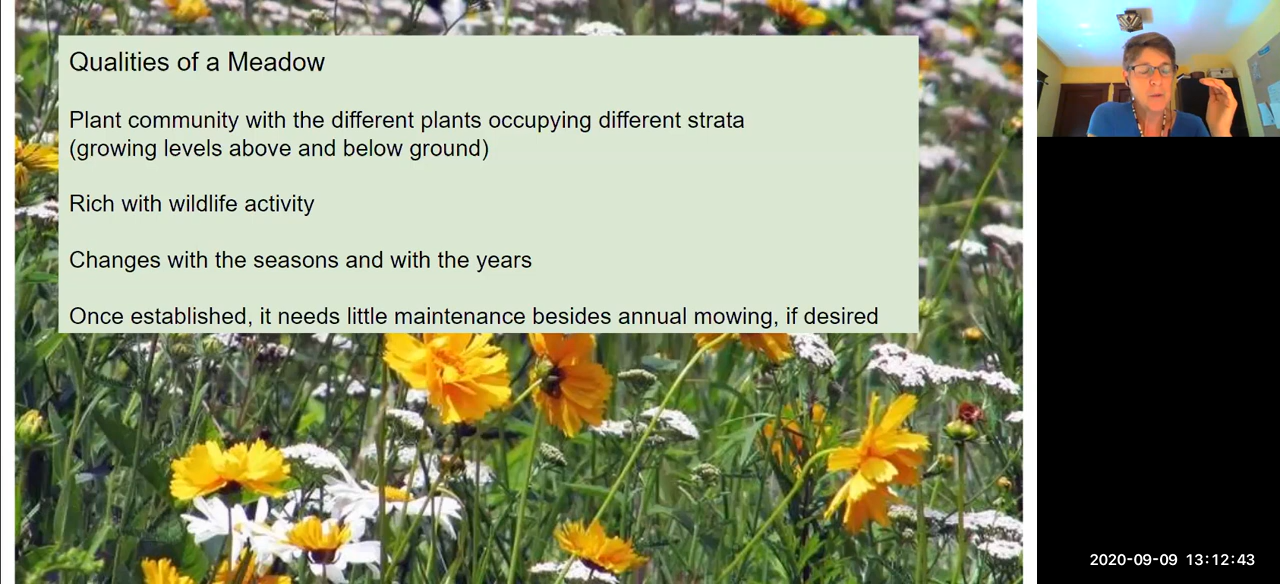 Qualities of a Meadow
Plant community with the different plants occupying different strata
(growing levels above and below ground)
Rich with wildlife activity
Changes with the seasons and with the years
Once established, it needs little maintenance besides annual mowing, if desired
2020-09-09 13:12:43